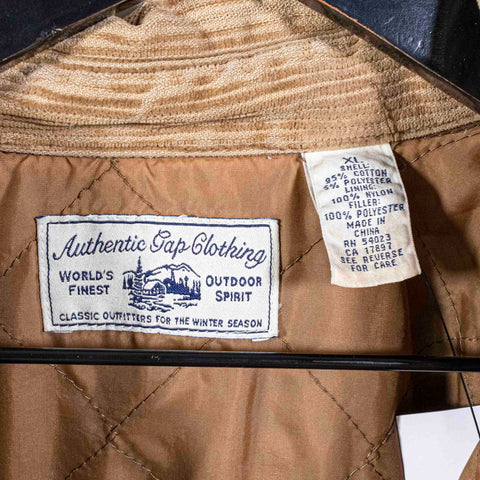 Authentic Gap Clothing
WORLD'S OUTDOOR
FINEST SPIRIT
CLASSIC OUTFITTERS FOR THE WINTER SEASON
XL
SHELL:
95% COTTON
5% POLYESTER
LINING:
100% NYLON
FILLER:
100% POLYESTER
MADE IN
CHINA
RN 54023
CA 17897
SEE REVERSE
FOR CARE.